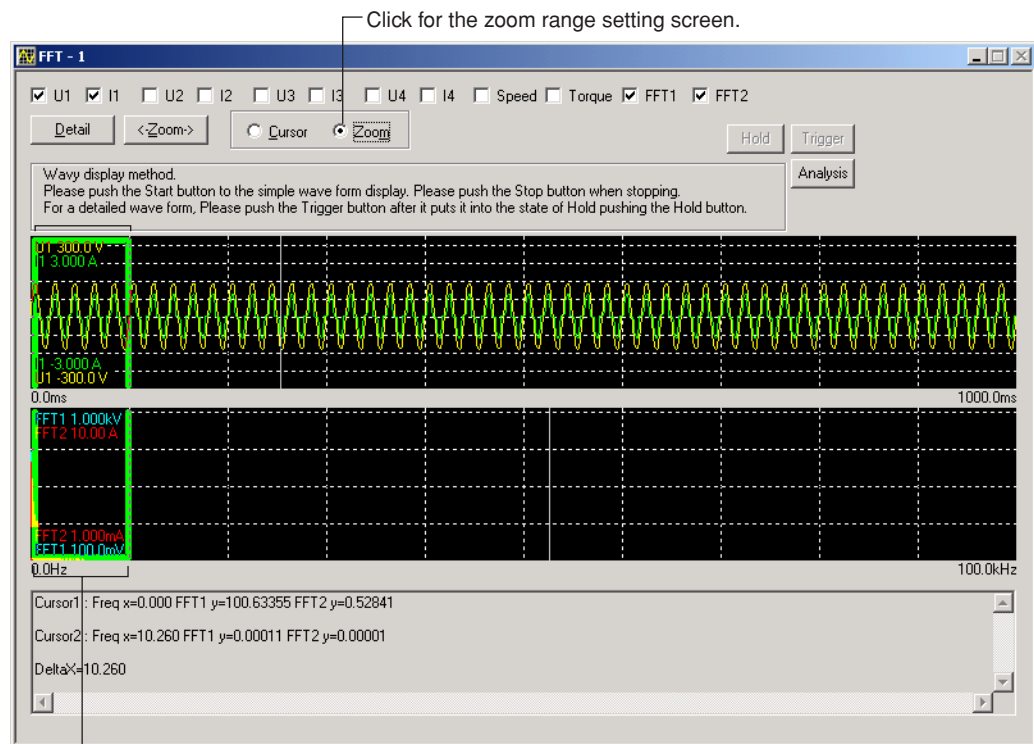 Click for the zoom range setting screen.
FFT - 1
U1 I1 U2 I2 U3 I3 U4 I4 Speed Torque FFT1 FFT2
Detail <-Zoom-> Cursor Zoom Hold Trigger
Analysis
Wavy display method.
Please push the Start button to the simple wave form display. Please push the Stop button when stopping.
For a detailed wave form, Please push the Trigger button after it puts it into the state of Hold pushing the Hold button.
U1 300.0 V
I1 3.000 A
I1 -3.000 A
U1 -300.0 V
0.0ms 1000.0ms
FFT1 1.000kV
FFT2 10.00 A
FFT2 1.000mA
FFT1 100.0mV
0.0Hz 100.0kHz
Cursor1 : Freq x=0.000 FFT1 y=100.63355 FFT2 y=0.52841
Cursor2 : Freq x=10.260 FFT1 y=0.00011 FFT2 y=0.00001
DeltaX=10.260